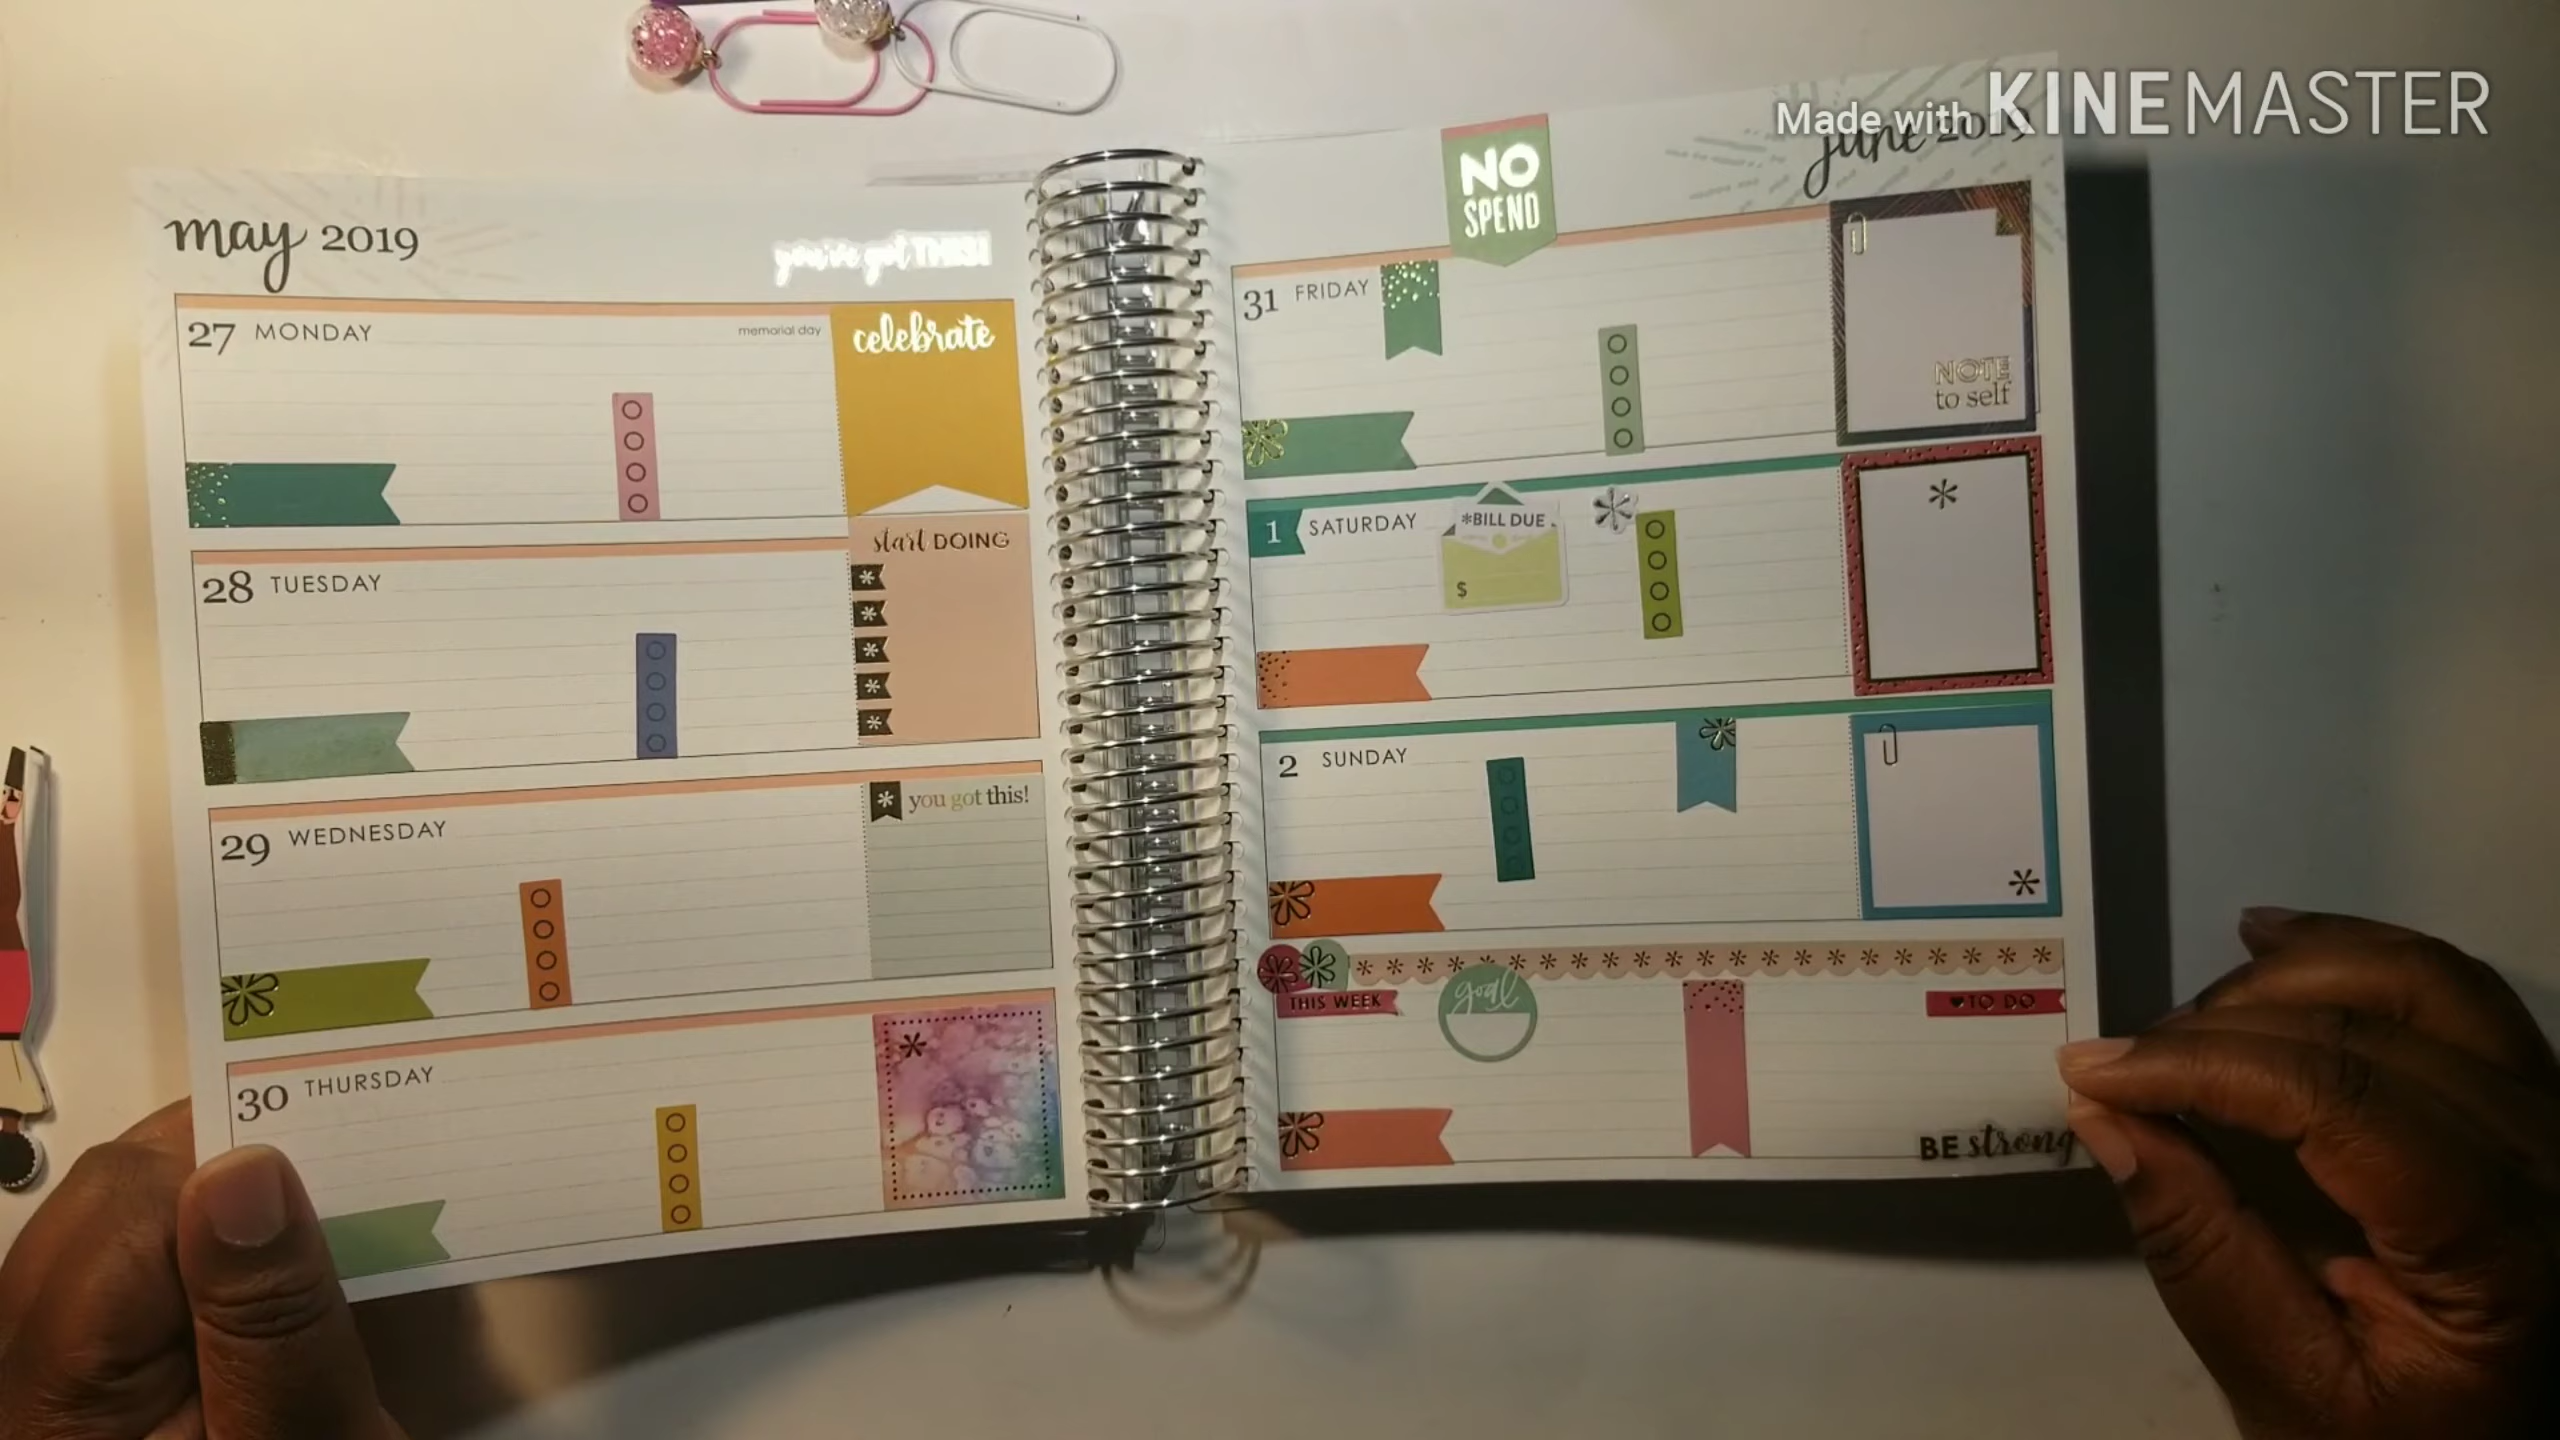 Made with KINEMASTER
may 2019
you've got THIS!
27 MONDAY
memorial day
celebrate
28 TUESDAY
start DOING
29 WEDNESDAY
you got this!
30 THURSDAY
june 2019
NO
SPEND
31 FRIDAY
NOTE
to self
1 SATURDAY
*BILL DUE
$
2 SUNDAY
THIS WEEK
goal
TO DO
BE strong